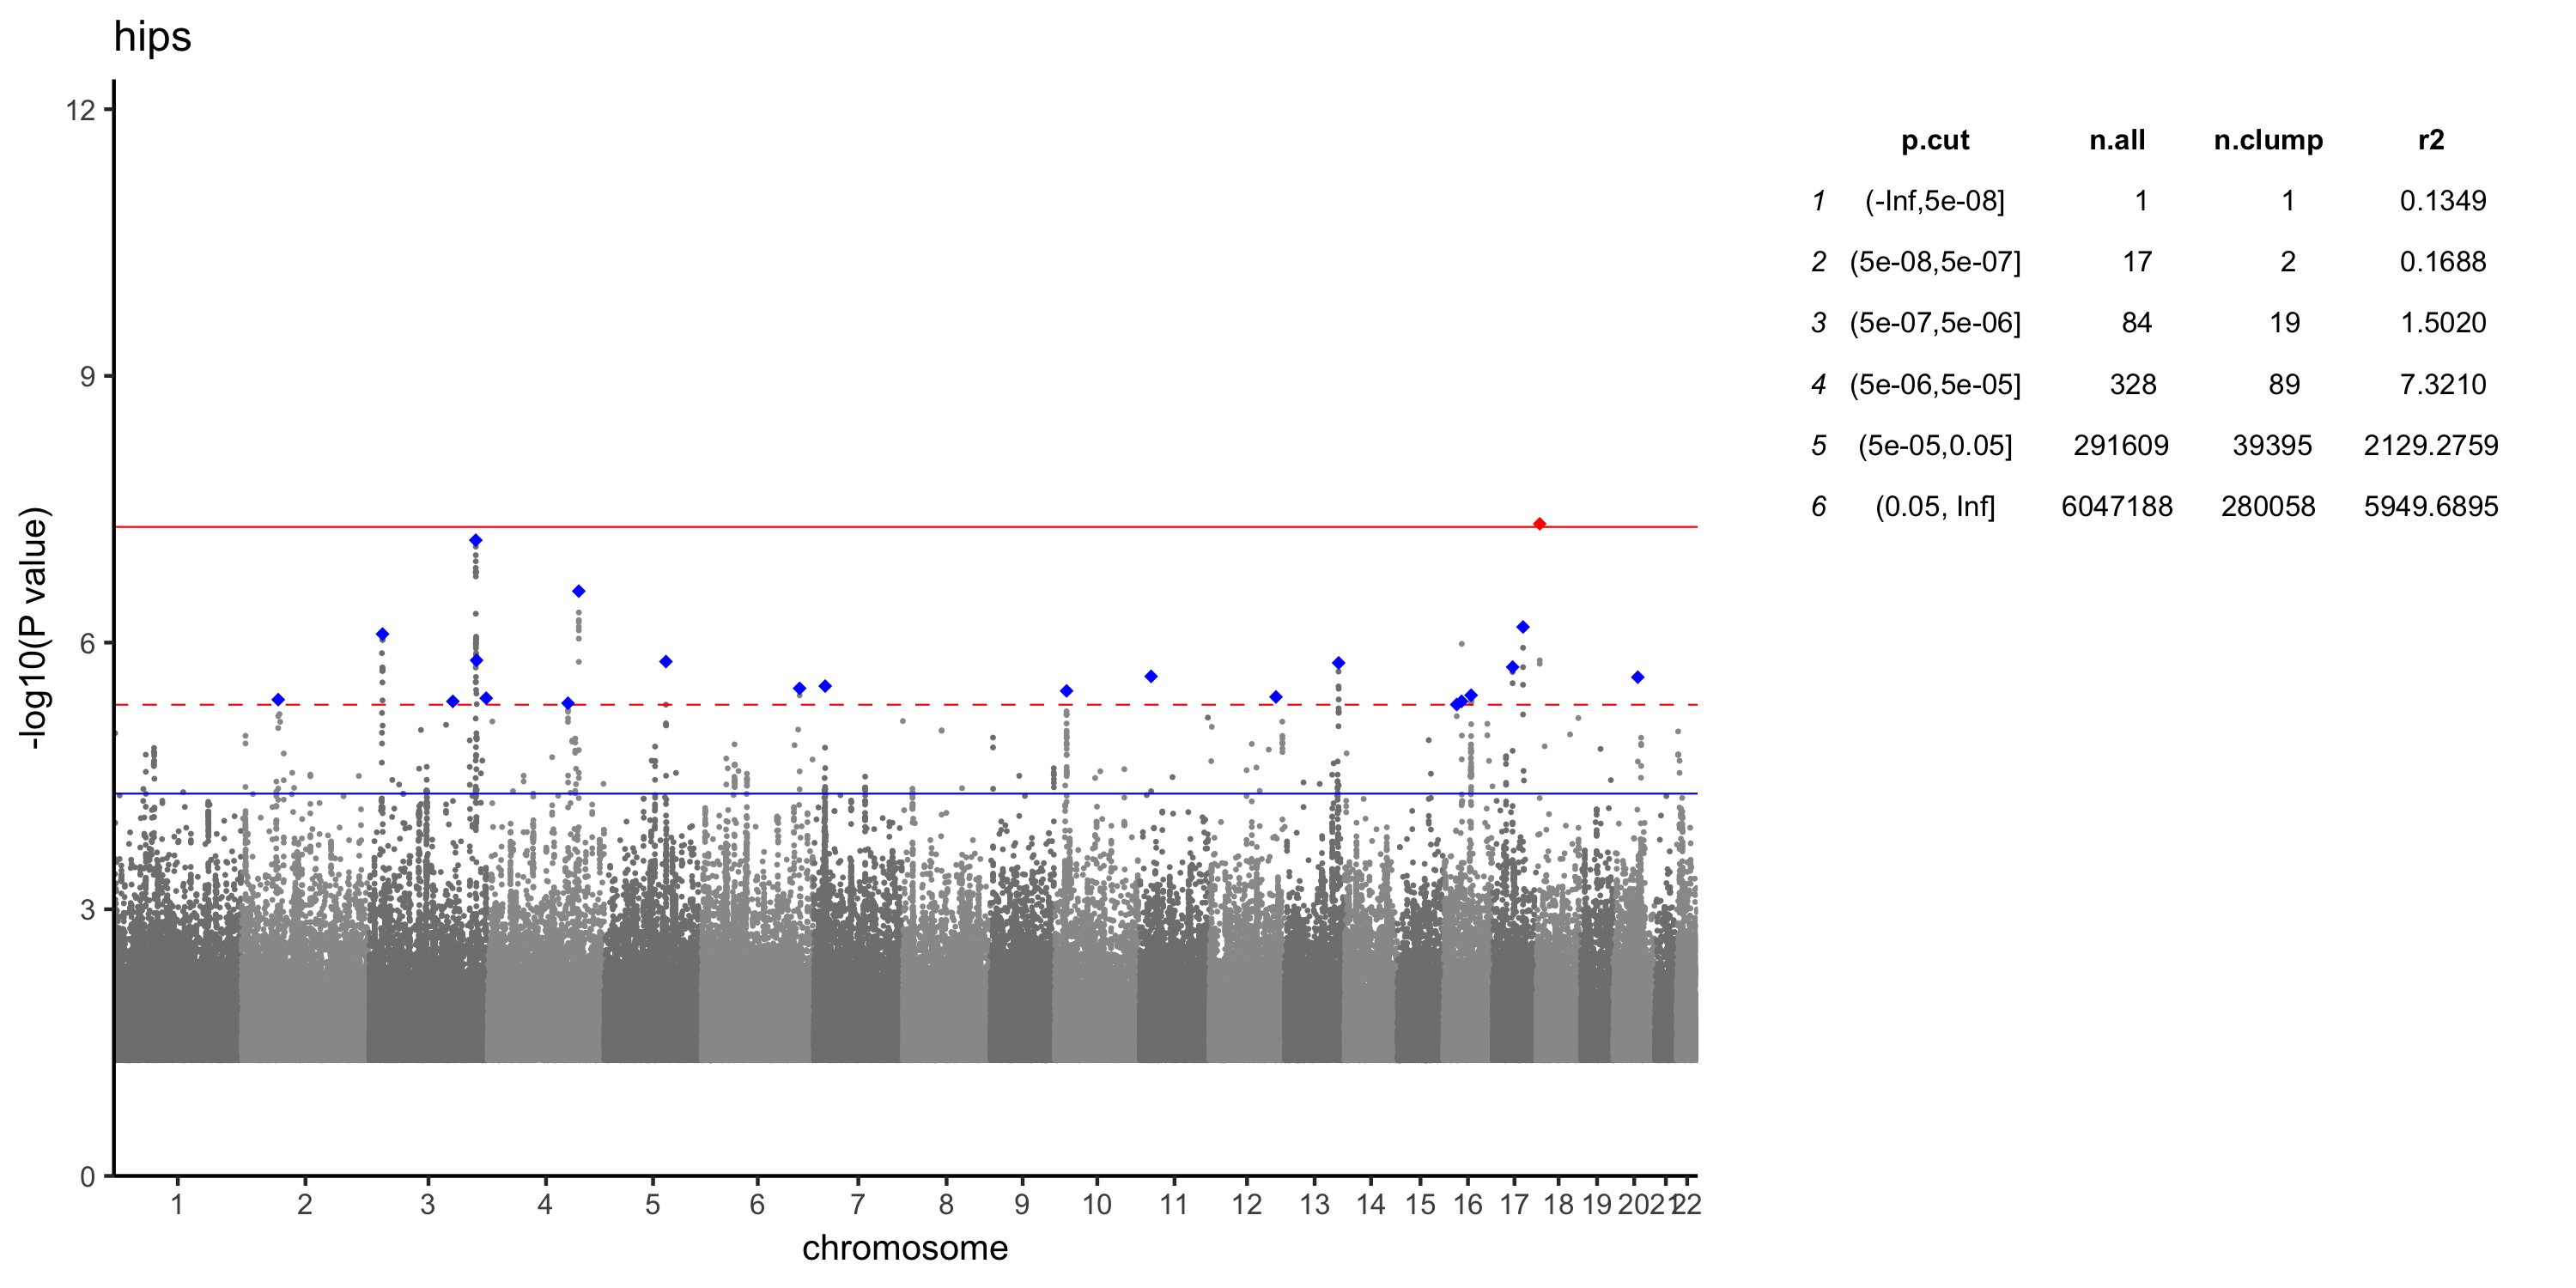 hips
12
9
6
3
0
-log10(P value)
1 2 3 4 5 6 7 8 9 10 11 12 13 14 15 16 17 18 19 20 21 22
chromosome
p.cut n.all n.clump r2
1 (-Inf,5e-08] 1 1 0.1349
2 (5e-08,5e-07] 17 2 0.1688
3 (5e-07,5e-06] 84 19 1.5020
4 (5e-06,5e-05] 328 89 7.3210
5 (5e-05,0.05] 291609 39395 2129.2759
6 (0.05, Inf] 6047188 280058 5949.6895